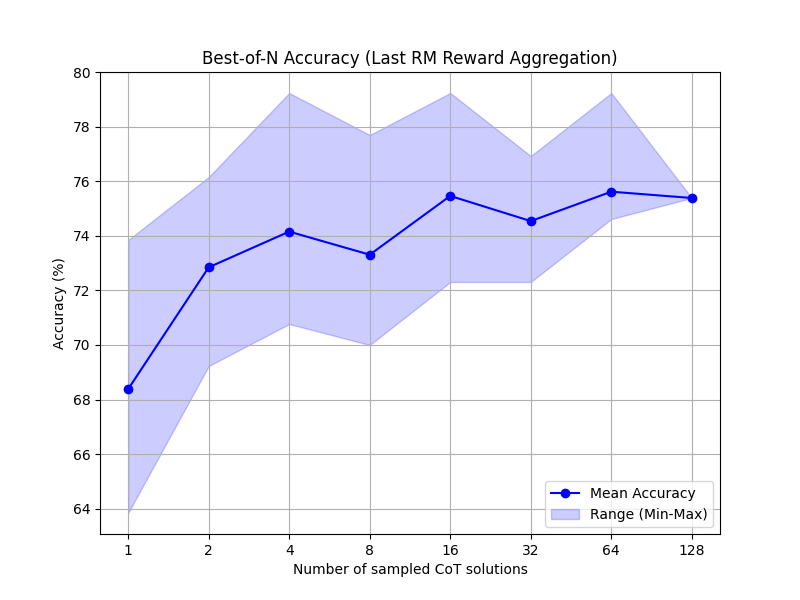 Best-of-N Accuracy (Last RM Reward Aggregation)
Accuracy (%)
80
78
76
74
72
70
68
66
64
Mean Accuracy
Range (Min-Max)
1 2 4 8 16 32 64 128
Number of sampled CoT solutions